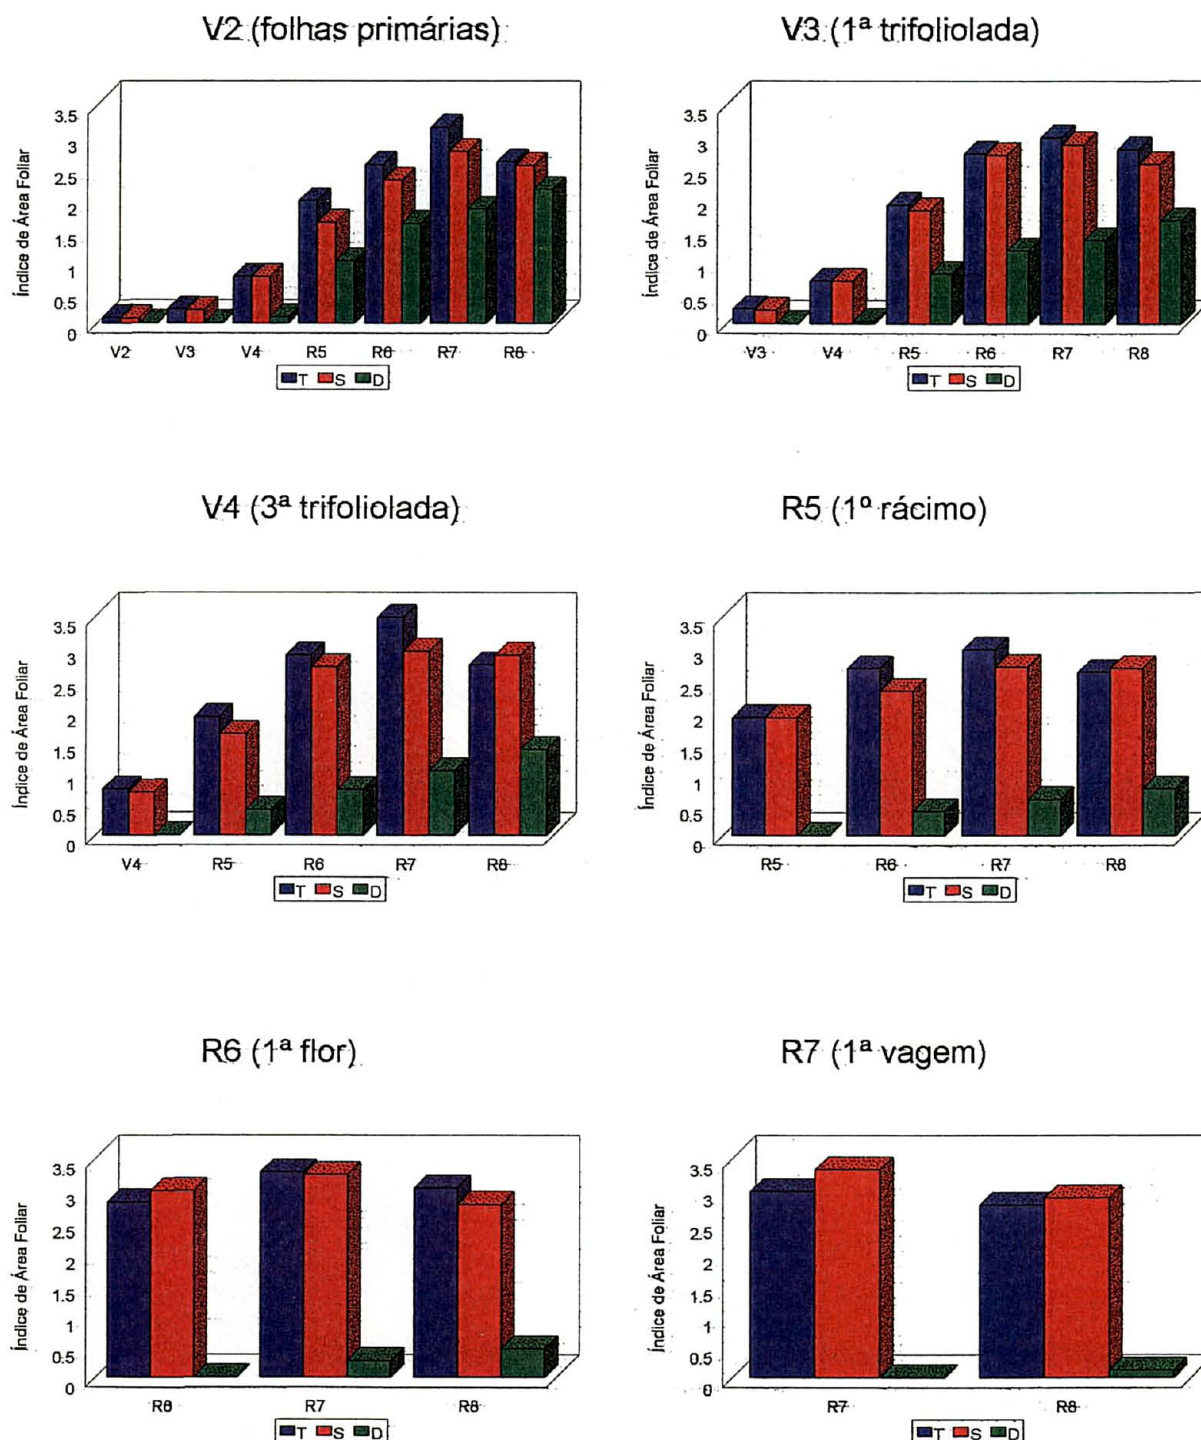 V2 (folhas primárias)
Índice de Área Foliar
3.5
3
2.5
2
1.5
1
0.5
0
V2 V3 V4 R5 R6 R7 R8
T S D
V3 (1ª trifoliolada)
Índice de Área Foliar
3.5
3
2.5
2
1.5
1
0.5
0
V3 V4 R5 R6 R7 R8
T S D
V4 (3ª trifoliolada)
Índice de Área Foliar
3.5
3
2.5
2
1.5
1
0.5
0
V4 R5 R6 R7 R8
T S D
R5 (1º rácimo)
Índice de Área Foliar
3.5
3
2.5
2
1.5
1
0.5
0
R5 R6 R7 R8
T S D
R6 (1ª flor)
Índice de Área Foliar
3.5
3
2.5
2
1.5
1
0.5
0
R6 R7 R8
T S D
R7 (1ª vagem)
Índice de Área Foliar
3.5
3
2.5
2
1.5
1
0.5
0
R7 R8
T S D